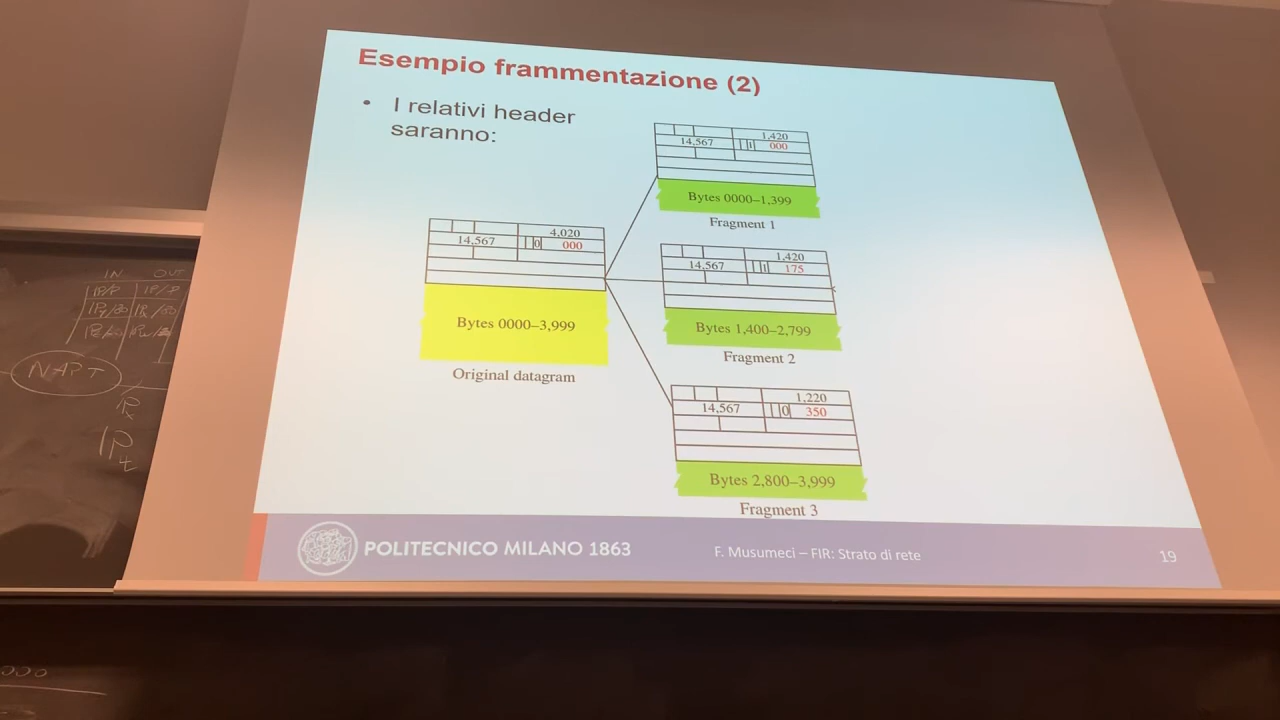 Esempio frammentazione (2)
• I relativi header
saranno:
1,420
14,567 1 000
Bytes 0000–1,399
Fragment 1
4,020
14,567 0 000
Bytes 0000–3,999
Original datagram
1,420
14,567 1 175
Bytes 1,400–2,799
Fragment 2
1,220
14,567 0 350
Bytes 2,800–3,999
Fragment 3
POLITECNICO MILANO 1863
F. Musumeci – FIR: Strato di rete
19
IN OUT
NAPT